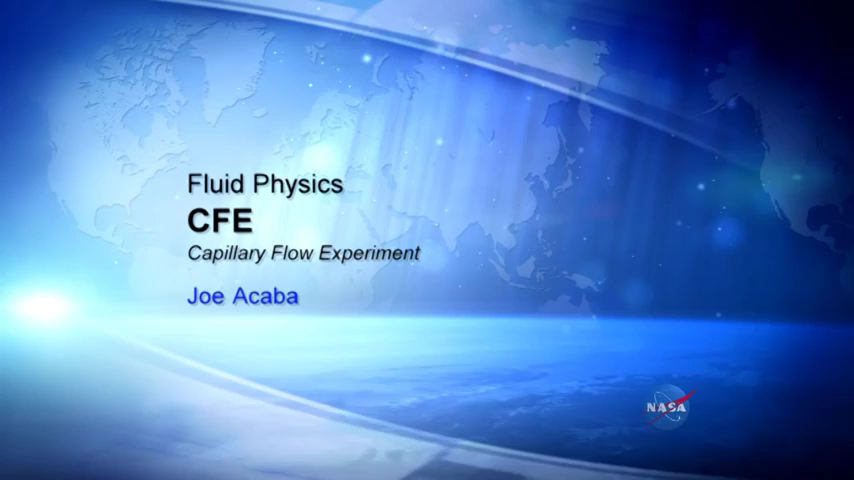 Fluid Physics
CFE
Capillary Flow Experiment
Joe Acaba
NASA